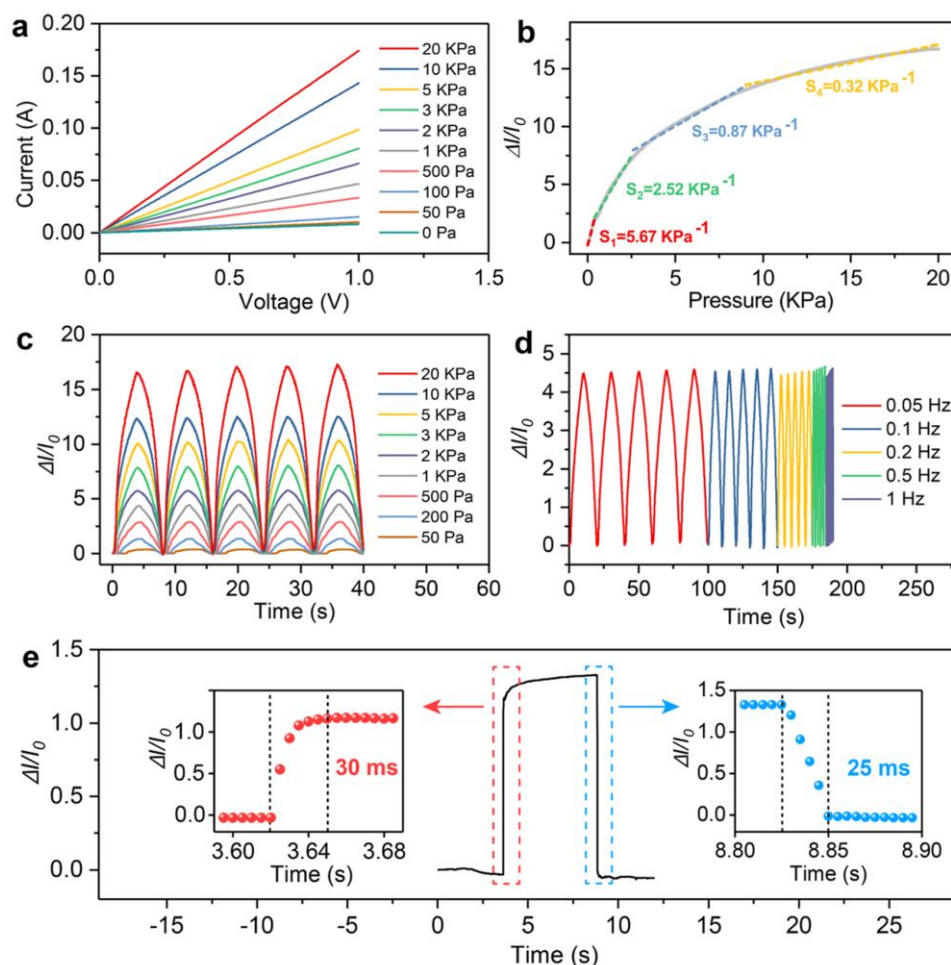 a
0.20
0.15
0.10
0.05
0.00
Current (A)
0.0 0.5 1.0 1.5
Voltage (V)
20 KPa
10 KPa
5 KPa
3 KPa
2 KPa
1 KPa
500 Pa
100 Pa
50 Pa
0 Pa
b
15
10
5
0
ΔI/I₀
0 5 10 15 20
Pressure (KPa)
S₄=0.32 KPa⁻¹
S₃=0.87 KPa⁻¹
S₂=2.52 KPa⁻¹
S₁=5.67 KPa⁻¹
c
20
15
10
5
0
ΔI/I₀
0 10 20 30 40 50 60
Time (s)
20 KPa
10 KPa
5 KPa
3 KPa
2 KPa
1 KPa
500 Pa
200 Pa
50 Pa
d
5
4
3
2
1
0
ΔI/I₀
0 50 100 150 200 250
Time (s)
0.05 Hz
0.1 Hz
0.2 Hz
0.5 Hz
1 Hz
e
1.5
1.0
0.5
0.0
ΔI/I₀
-15 -10 -5 0 5 10 15 20 25
Time (s)
1.0
0.5
0.0
ΔI/I₀
30 ms
3.60 3.64 3.68
Time (s)
1.5
1.0
0.5
0.0
ΔI/I₀
25 ms
8.80 8.85 8.90
Time (s)